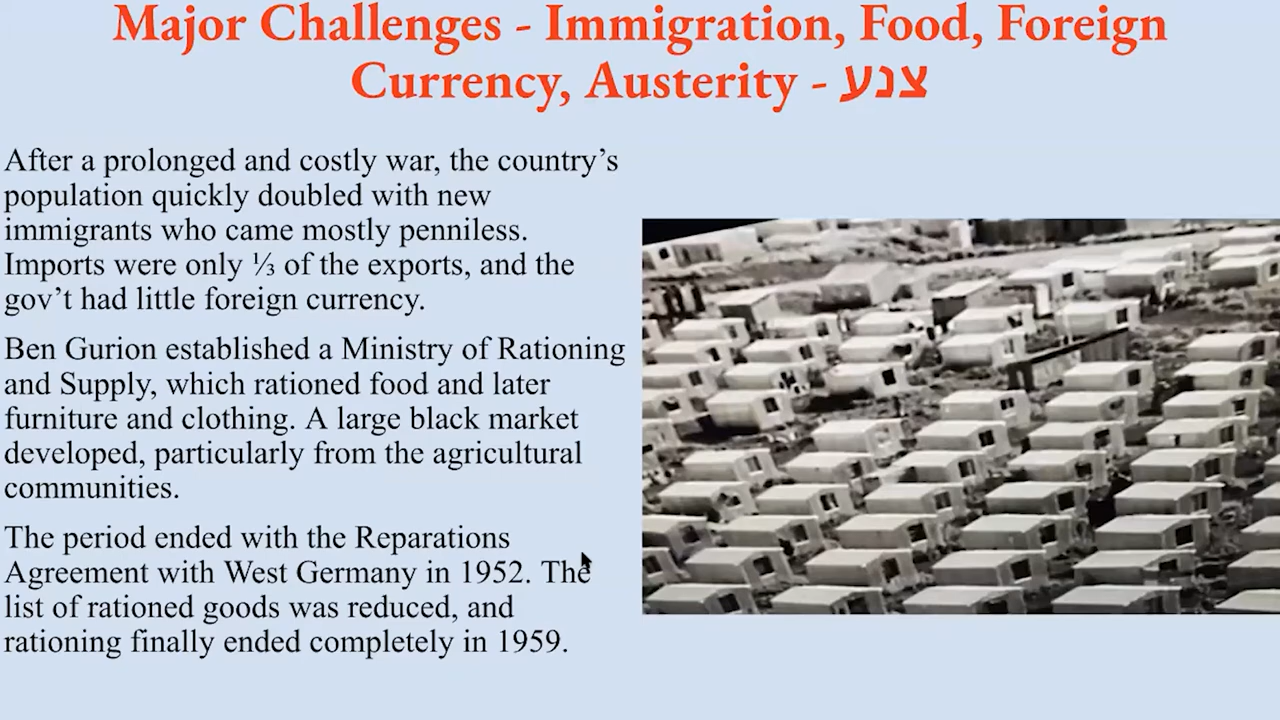 Major Challenges - Immigration, Food, Foreign
Currency, Austerity - צנע
After a prolonged and costly war, the country’s
population quickly doubled with new
immigrants who came mostly penniless.
Imports were only ⅓ of the exports, and the
gov’t had little foreign currency.
Ben Gurion established a Ministry of Rationing
and Supply, which rationed food and later
furniture and clothing. A large black market
developed, particularly from the agricultural
communities.
The period ended with the Reparations
Agreement with West Germany in 1952. The
list of rationed goods was reduced, and
rationing finally ended completely in 1959.